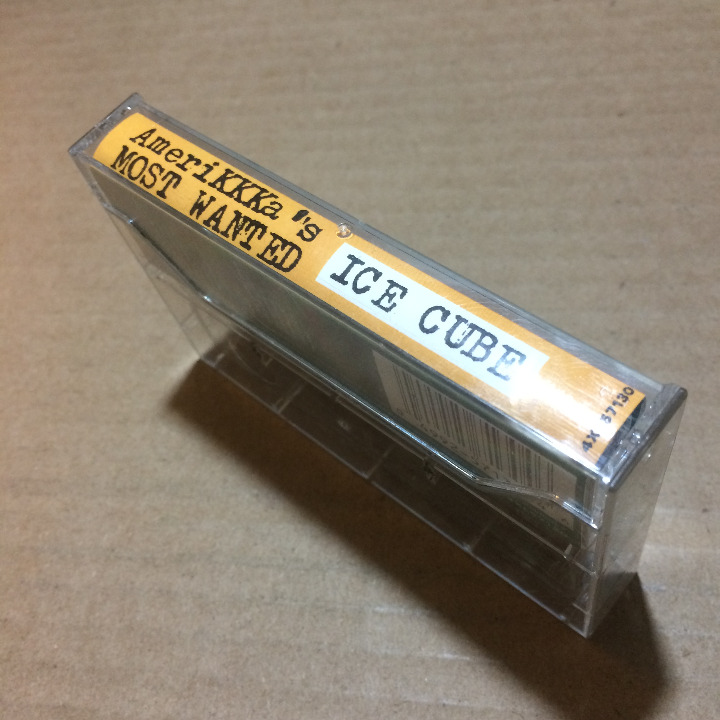 AmeriKKKa's
MOST WANTED
ICE CUBE
4X 57130